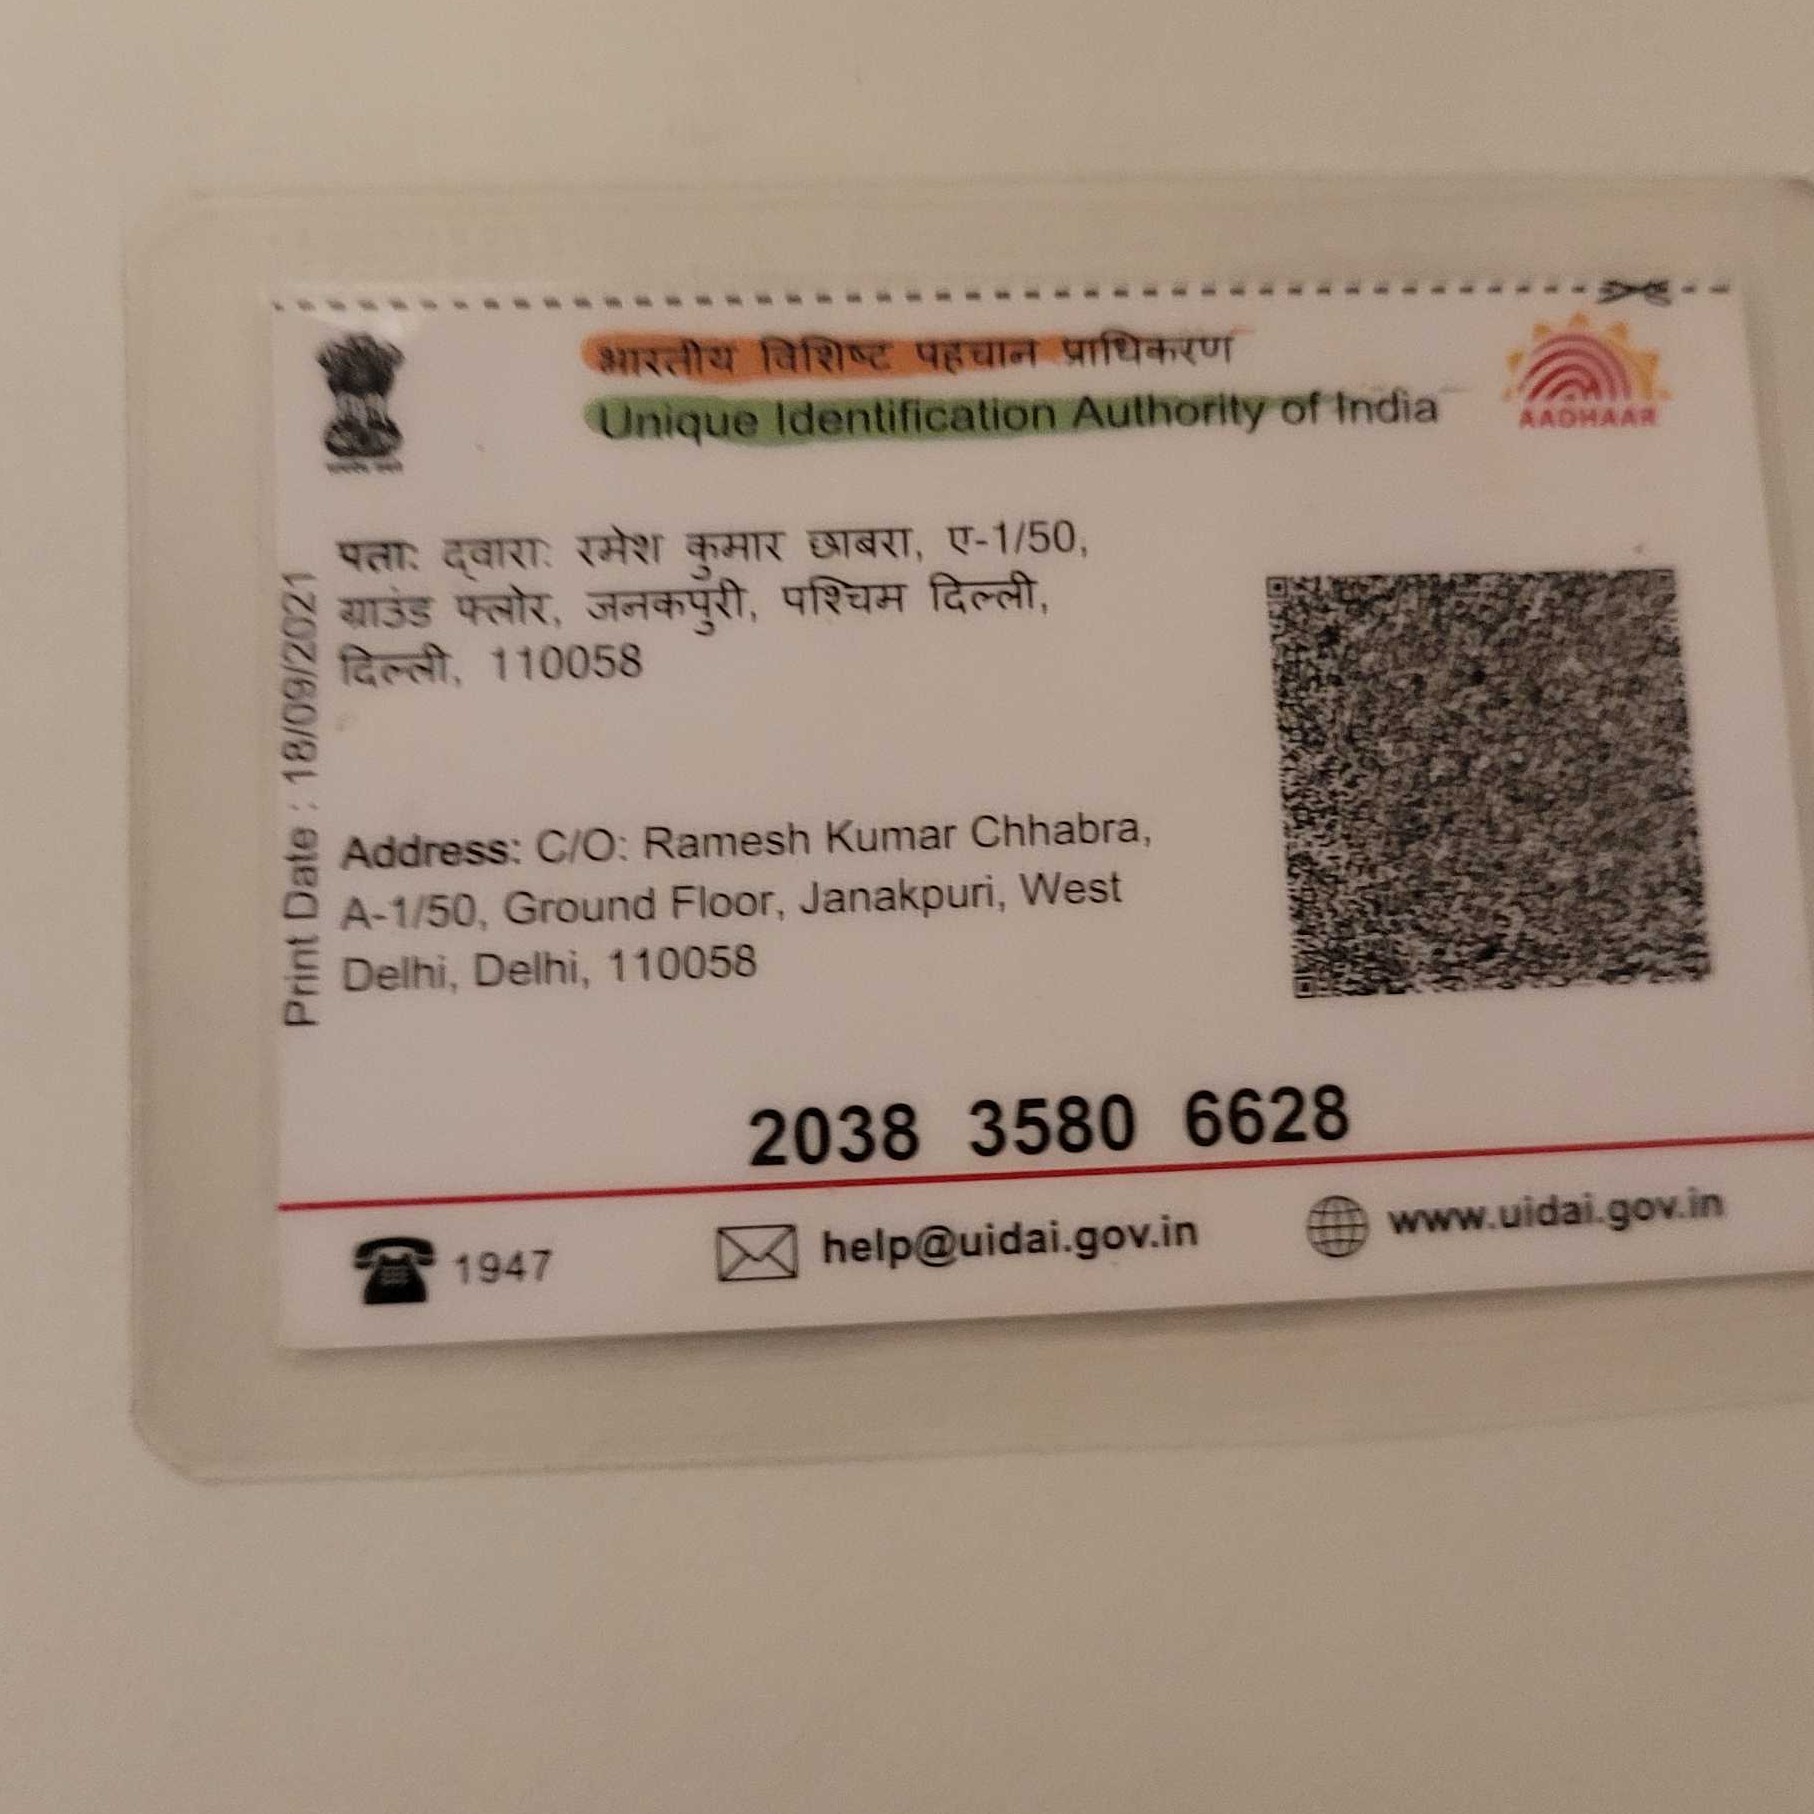 भारतीय विशिष्ट पहचान प्राधिकरण
Unique Identification Authority of India
AADHAAR
Print Date : 18/09/2021
पता: द्वारा: रमेश कुमार छाबरा, ए-1/50,
ग्राउंड फ्लोर, जनकपुरी, पश्चिम दिल्ली,
दिल्ली, 110058
Address: C/O: Ramesh Kumar Chhabra,
A-1/50, Ground Floor, Janakpuri, West
Delhi, Delhi, 110058
2038 3580 6628
1947
help@uidai.gov.in
www.uidai.gov.in